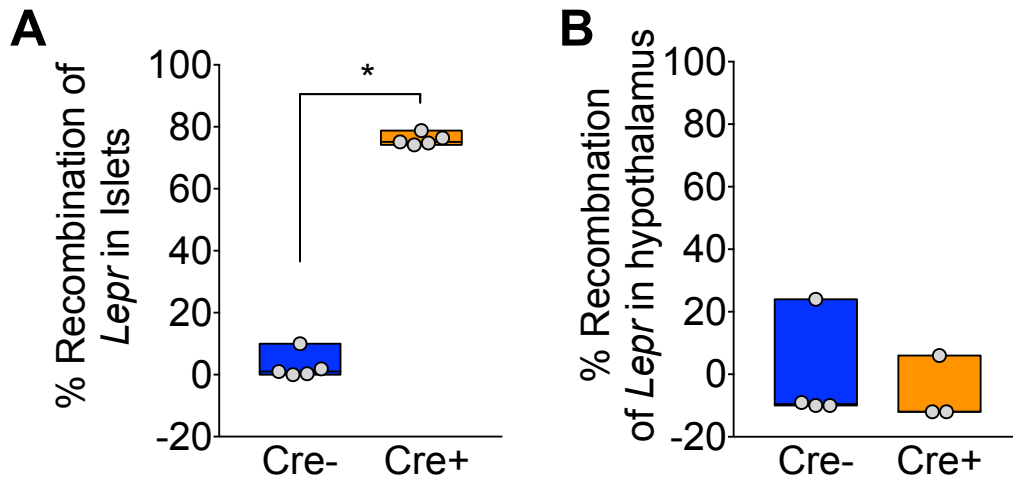 A
% Recombination of
Lepr in Islets
100
80
60
40
20
0
-20
*
Cre-
Cre+
B
% Recombnation
of Lepr in hypothalamus
100
80
60
40
20
0
-20
Cre-
Cre+